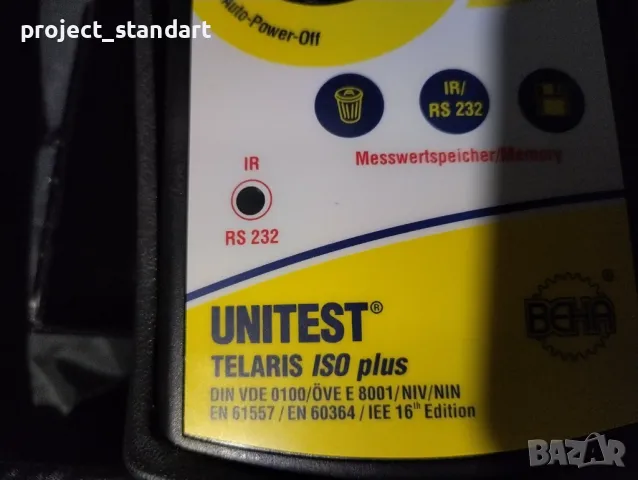 project_standart
Auto-Power-Off
IR/
RS 232
Messwertspeicher/Memory
IR
RS 232
UNITEST®
TELARIS ISO plus
BEHA ®
DIN VDE 0100/ÖVE E 8001/NIV/NIN
EN 61557 / EN 60364 / IEE 16th Edition
BAZAR